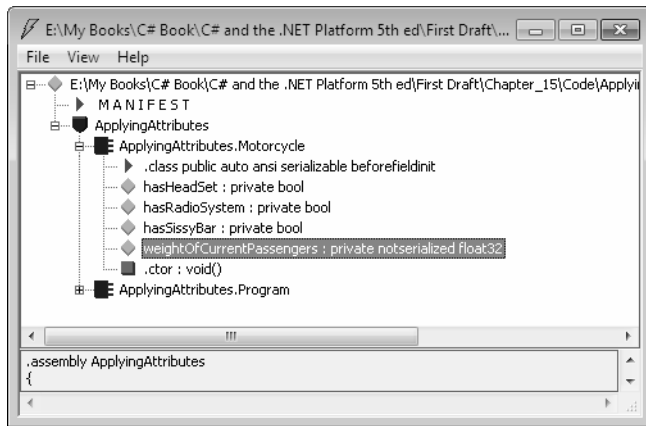 E:\My Books\C# Book\C# and the .NET Platform 5th ed\First Draft\...
File View Help
E:\My Books\C# Book\C# and the .NET Platform 5th ed\First Draft\Chapter_15\Code\Applyi
M A N I F E S T
ApplyingAttributes
ApplyingAttributes.Motorcycle
.class public auto ansi serializable beforefieldinit
hasHeadSet : private bool
hasRadioSystem : private bool
hasSissyBar : private bool
weightOfCurrentPassengers : private notserialized float32
.ctor : void()
ApplyingAttributes.Program
.assembly ApplyingAttributes
{